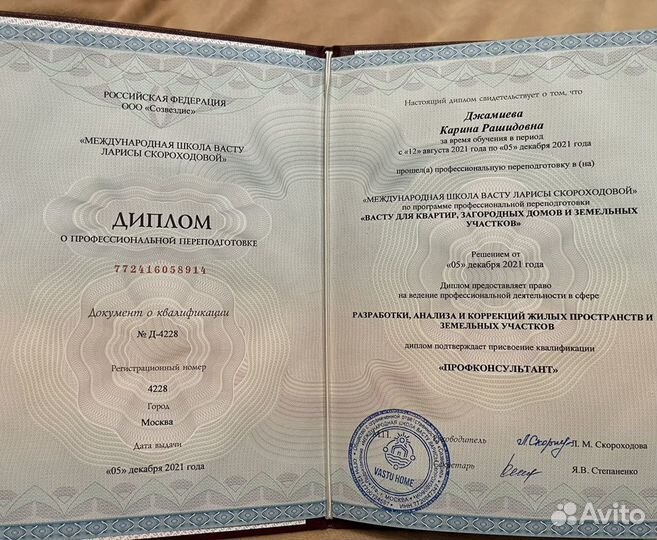 РОССИЙСКАЯ ФЕДЕРАЦИЯ
ООО «Созвездие»
«МЕЖДУНАРОДНАЯ ШКОЛА ВАСТУ
ЛАРИСЫ СКОРОХОДОВОЙ»
ДИПЛОМ
О ПРОФЕССИОНАЛЬНОЙ ПЕРЕПОДГОТОВКЕ
772416058914
Документ о квалификации
№ Д-4228
Регистрационный номер
4228
Город
Москва
Дата выдачи
«05» декабря 2021 года
Настоящий диплом свидетельствует о том, что
Джамиева
Карина Рашидовна
за время обучения в период
с «12» августа 2021 года по «05» декабря 2021 года
прошел(а) профессиональную переподготовку в (на)
«МЕЖДУНАРОДНАЯ ШКОЛА ВАСТУ ЛАРИСЫ СКОРОХОДОВОЙ»
по программе профессиональной переподготовки
«ВАСТУ ДЛЯ КВАРТИР, ЗАГОРОДНЫХ ДОМОВ И ЗЕМЕЛЬНЫХ
УЧАСТКОВ»
Решением от
«05» декабря 2021 года
Диплом предоставляет право
на ведение профессиональной деятельности в сфере
РАЗРАБОТКИ, АНАЛИЗА И КОРРЕКЦИЙ ЖИЛЫХ ПРОСТРАНСТВ И
ЗЕМЕЛЬНЫХ УЧАСТКОВ
диплом подтверждает присвоение квалификации
«ПРОФКОНСУЛЬТАНТ»
М.П.
Руководитель Л. М. Скороходова
Секретарь Я.В. Степаненко
VASTU HOME
Avito